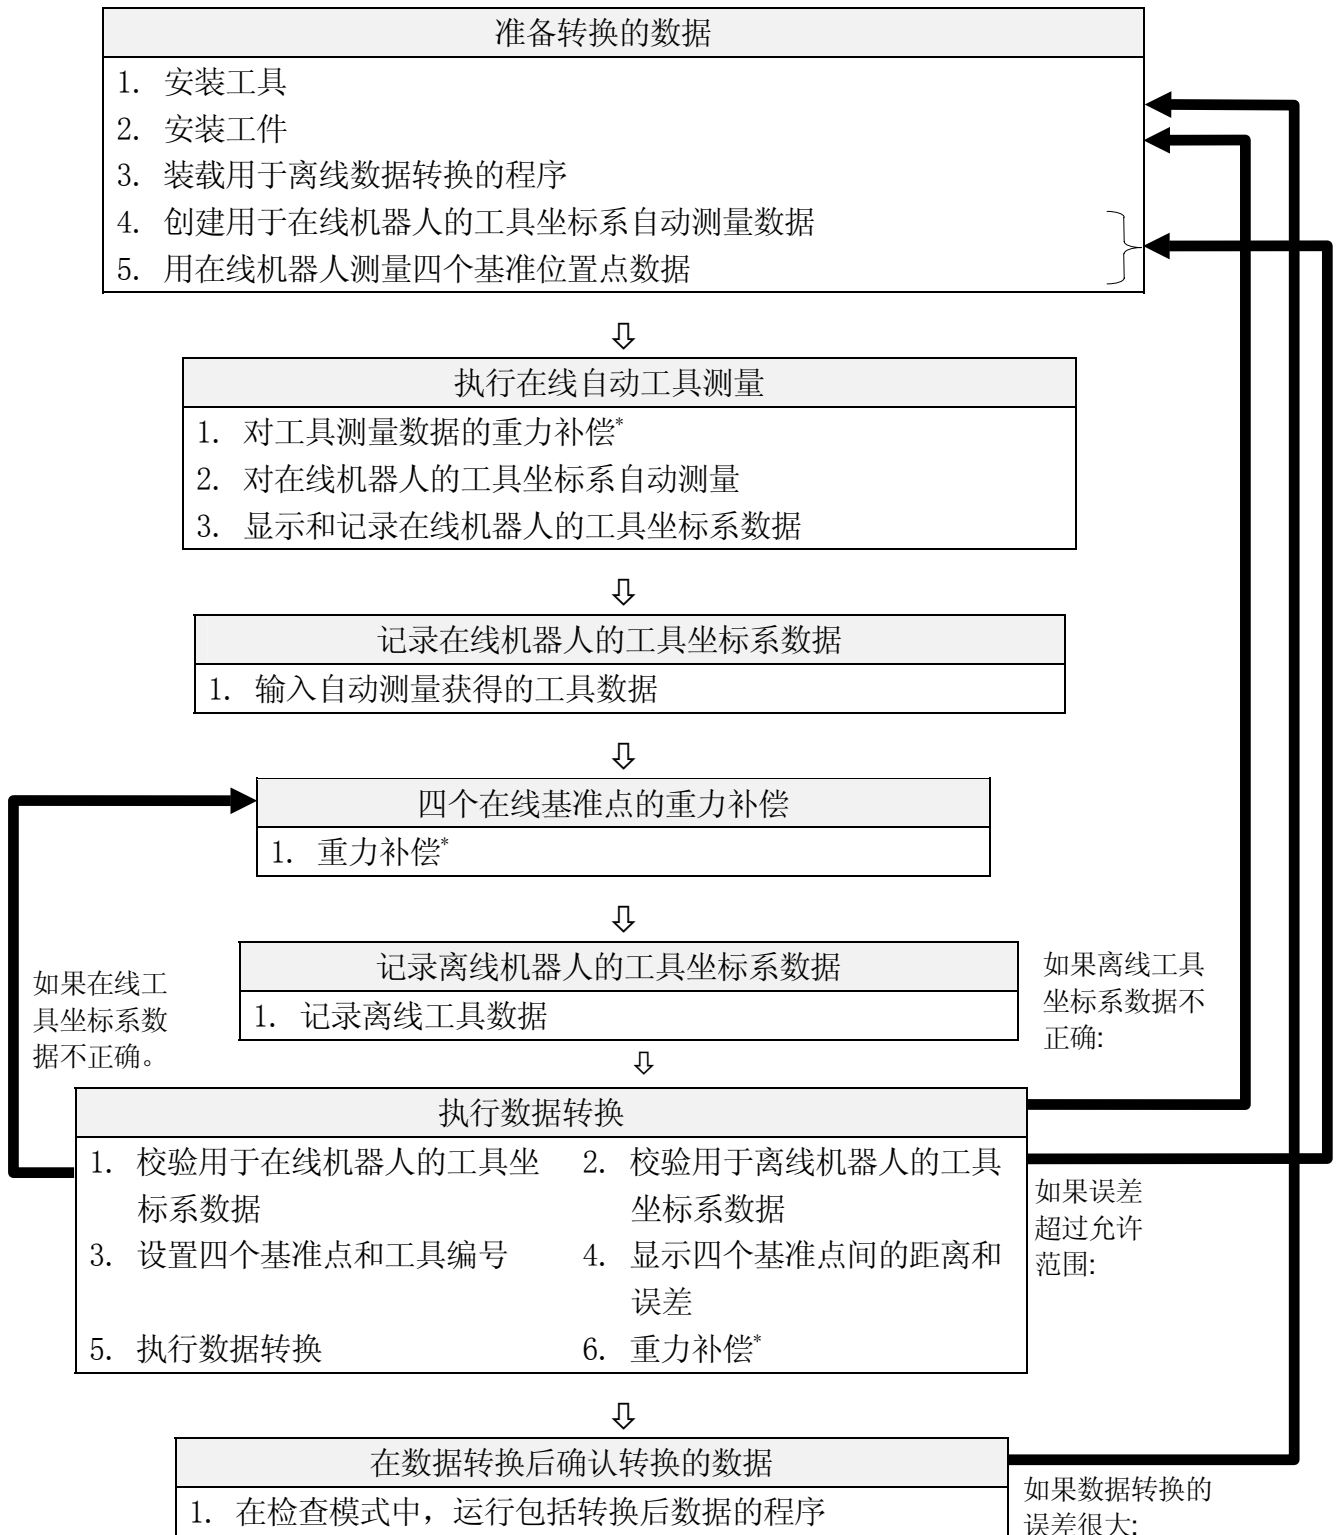 准备转换的数据
1. 安装工具
2. 安装工件
3. 装载用于离线数据转换的程序
4. 创建用于在线机器人的工具坐标系自动测量数据
5. 用在线机器人测量四个基准位置点数据
执行在线自动工具测量
1. 对工具测量数据的重力补偿*
2. 对在线机器人的工具坐标系自动测量
3. 显示和记录在线机器人的工具坐标系数据
记录在线机器人的工具坐标系数据
1. 输入自动测量获得的工具数据
四个在线基准点的重力补偿
1. 重力补偿*
记录离线机器人的工具坐标系数据
1. 记录离线工具数据
如果在线工
具坐标系数
据不正确。
如果离线工具
坐标系数据不
正确:
执行数据转换
1. 校验用于在线机器人的工具坐
标系数据
2. 校验用于离线机器人的工具
坐标系数据
3. 设置四个基准点和工具编号
4. 显示四个基准点间的距离和
误差
5. 执行数据转换
6. 重力补偿*
如果误差
超过允许
范围:
在数据转换后确认转换的数据
1. 在检查模式中，运行包括转换后数据的程序
如果数据转换的
误差很大: